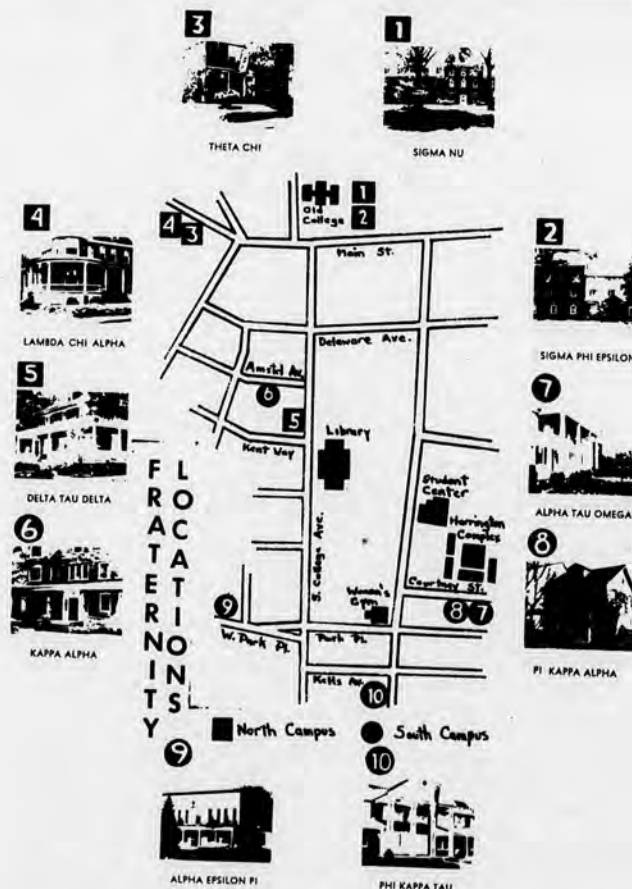 3
1
THETA CHI
SIGMA NU
4
3
Old
College
1
2
Main St.
2
LAMBDA CHI ALPHA
SIGMA PHI EPSILON
Delaware Ave.
5
Amstel Av.
6
5
Kent Way
Library
7
DELTA TAU DELTA
ALPHA TAU OMEGA
FRATERNITY
LOCATIONS
Student
Center
Harrington
Complex
6
8
S. College Ave.
Courtney St.
Women's
Gym
8
7
9
W. Park Pl.
Park Pl.
KAPPA ALPHA
PI KAPPA ALPHA
Kells Av.
10
North Campus
South Campus
9
10
ALPHA EPSILON PI
PHI KAPPA TAU
4